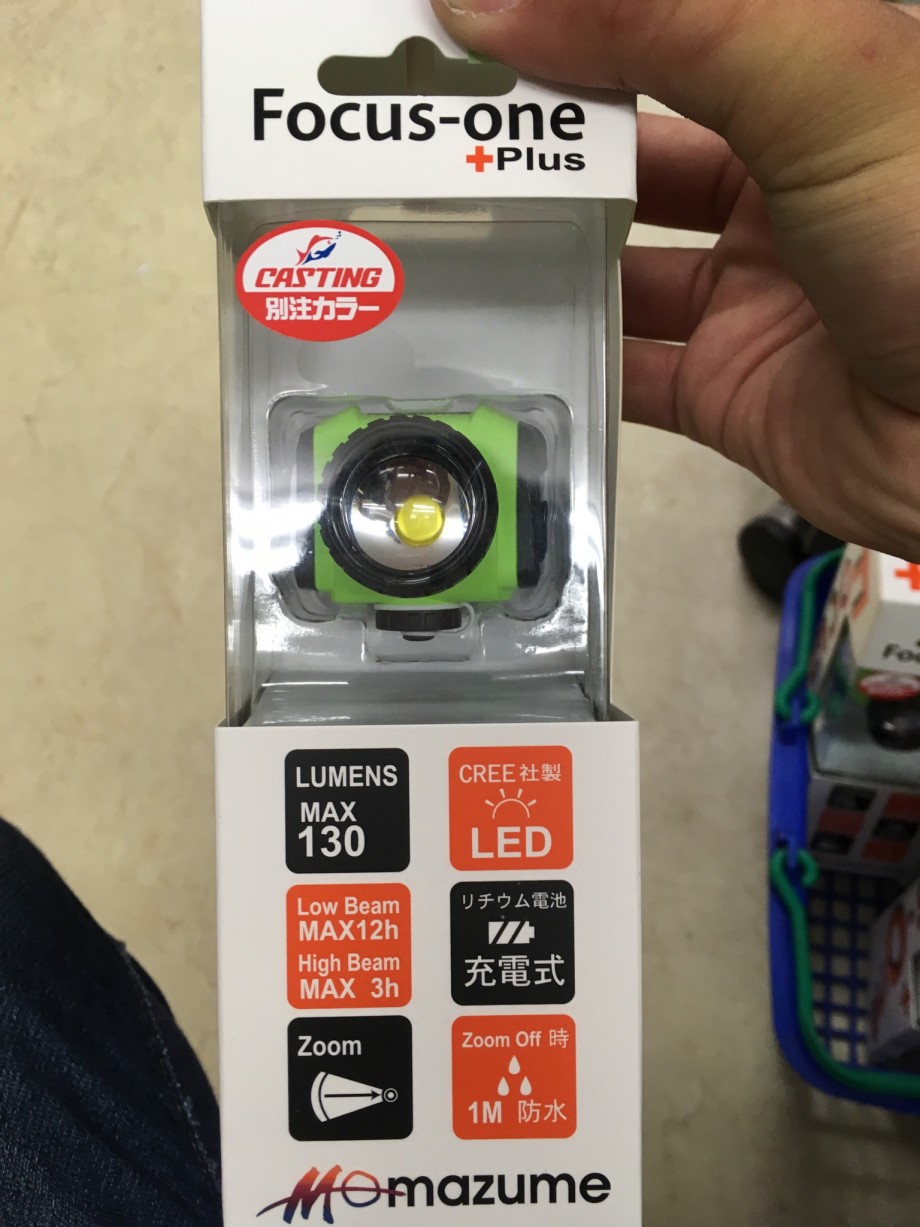 Focus-one
+Plus
CASTING
別注カラー
LUMENS
MAX
130
CREE社製
LED
Low Beam
MAX12h
High Beam
MAX 3h
リチウム電池
充電式
Zoom
Zoom Off 時
1M 防水
Momazume
Foc